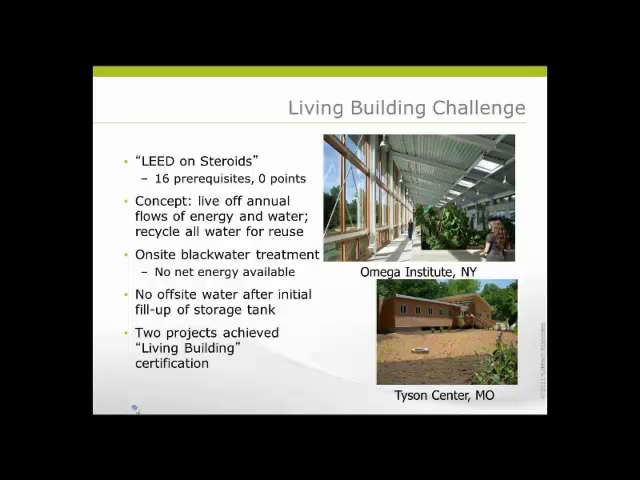 Living Building Challenge
• “LEED on Steroids”
– 16 prerequisites, 0 points
• Concept: live off annual
flows of energy and water;
recycle all water for reuse
• Onsite blackwater treatment
– No net energy available
• No offsite water after initial
fill-up of storage tank
• Two projects achieved
“Living Building”
certification
Omega Institute, NY
Tyson Center, MO